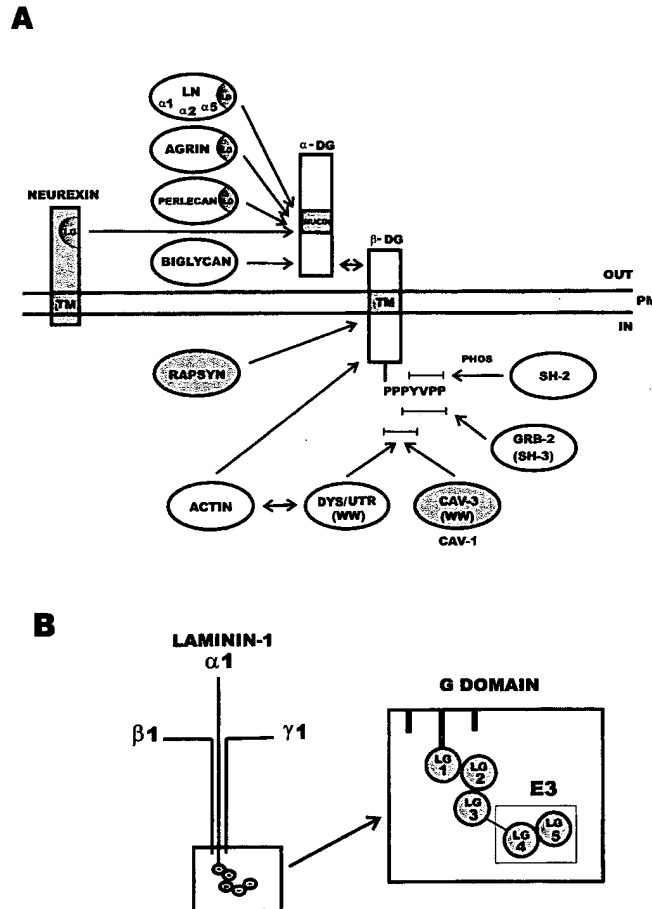 A
LN
LG
α1 α2 α5
AGRIN
LG
α-DG
NEUREXIN
PERLECAN
LG
MUCIN
LG
BIGLYCAN
β-DG
OUT
TM
TM
PM
IN
RAPSYN
PHOS
SH-2
PPPYVPP
GRB-2
(SH-3)
ACTIN
DYS/UTR
(WW)
CAV-3
(WW)
CAV-1
B
LAMININ-1
α1
G DOMAIN
β1
γ1
LG
1
LG
2
LG
3
E3
LG
4
LG
5